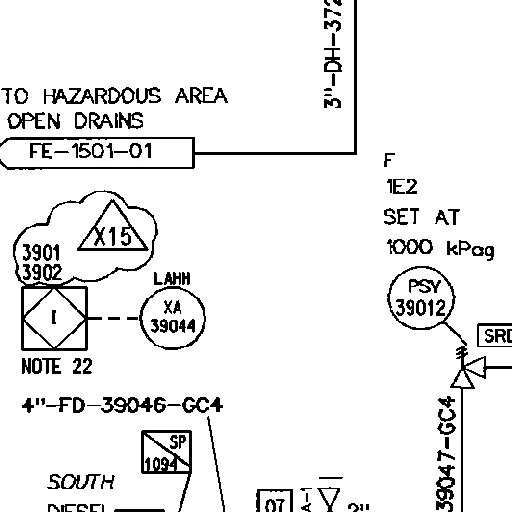 3"-DH-372
TO HAZARDOUS AREA
OPEN DRAINS
FE-1501-01
F
1E2
SET AT
1000 kPag
X15
3901
3902
LAHH
XA
39044
I
NOTE 22
PSY
39012
SRD
4"-FD-39046-GC4
39047-GC4
SP
1094
SOUTH
DIESEL
07
2"